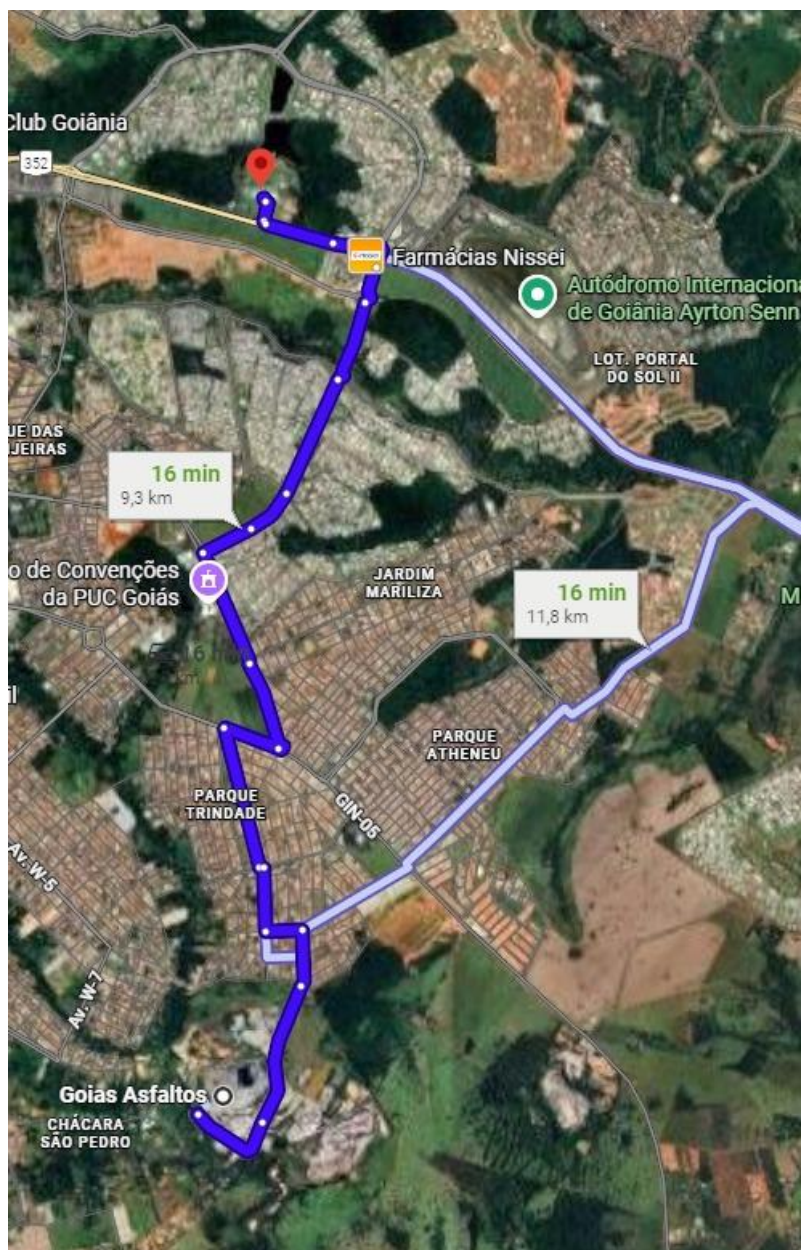 Club Goiânia
352
Farmácias Nissei
Autódromo Internaciona
de Goiânia Ayrton Senn
LOT. PORTAL
DO SOL II
UE DAS
JEIRAS
16 min
9,3 km
o de Convenções
da PUC Goiás
JARDIM
MARILIZA
16 min
11,8 km
M
il
PARQUE
ATHENEU
PARQUE
TRINDADE
GIN-05
Av. W-5
Av. W-7
Goias Asfaltos
CHÁCARA
SÃO PEDRO